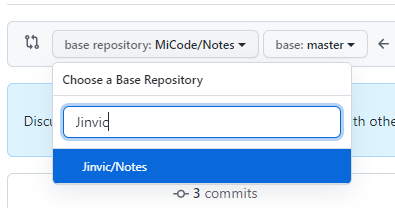 base repository: MiCode/Notes base: master
Choose a Base Repository
Jinvic
Discu
th othe
Jinvic/Notes
3 commits